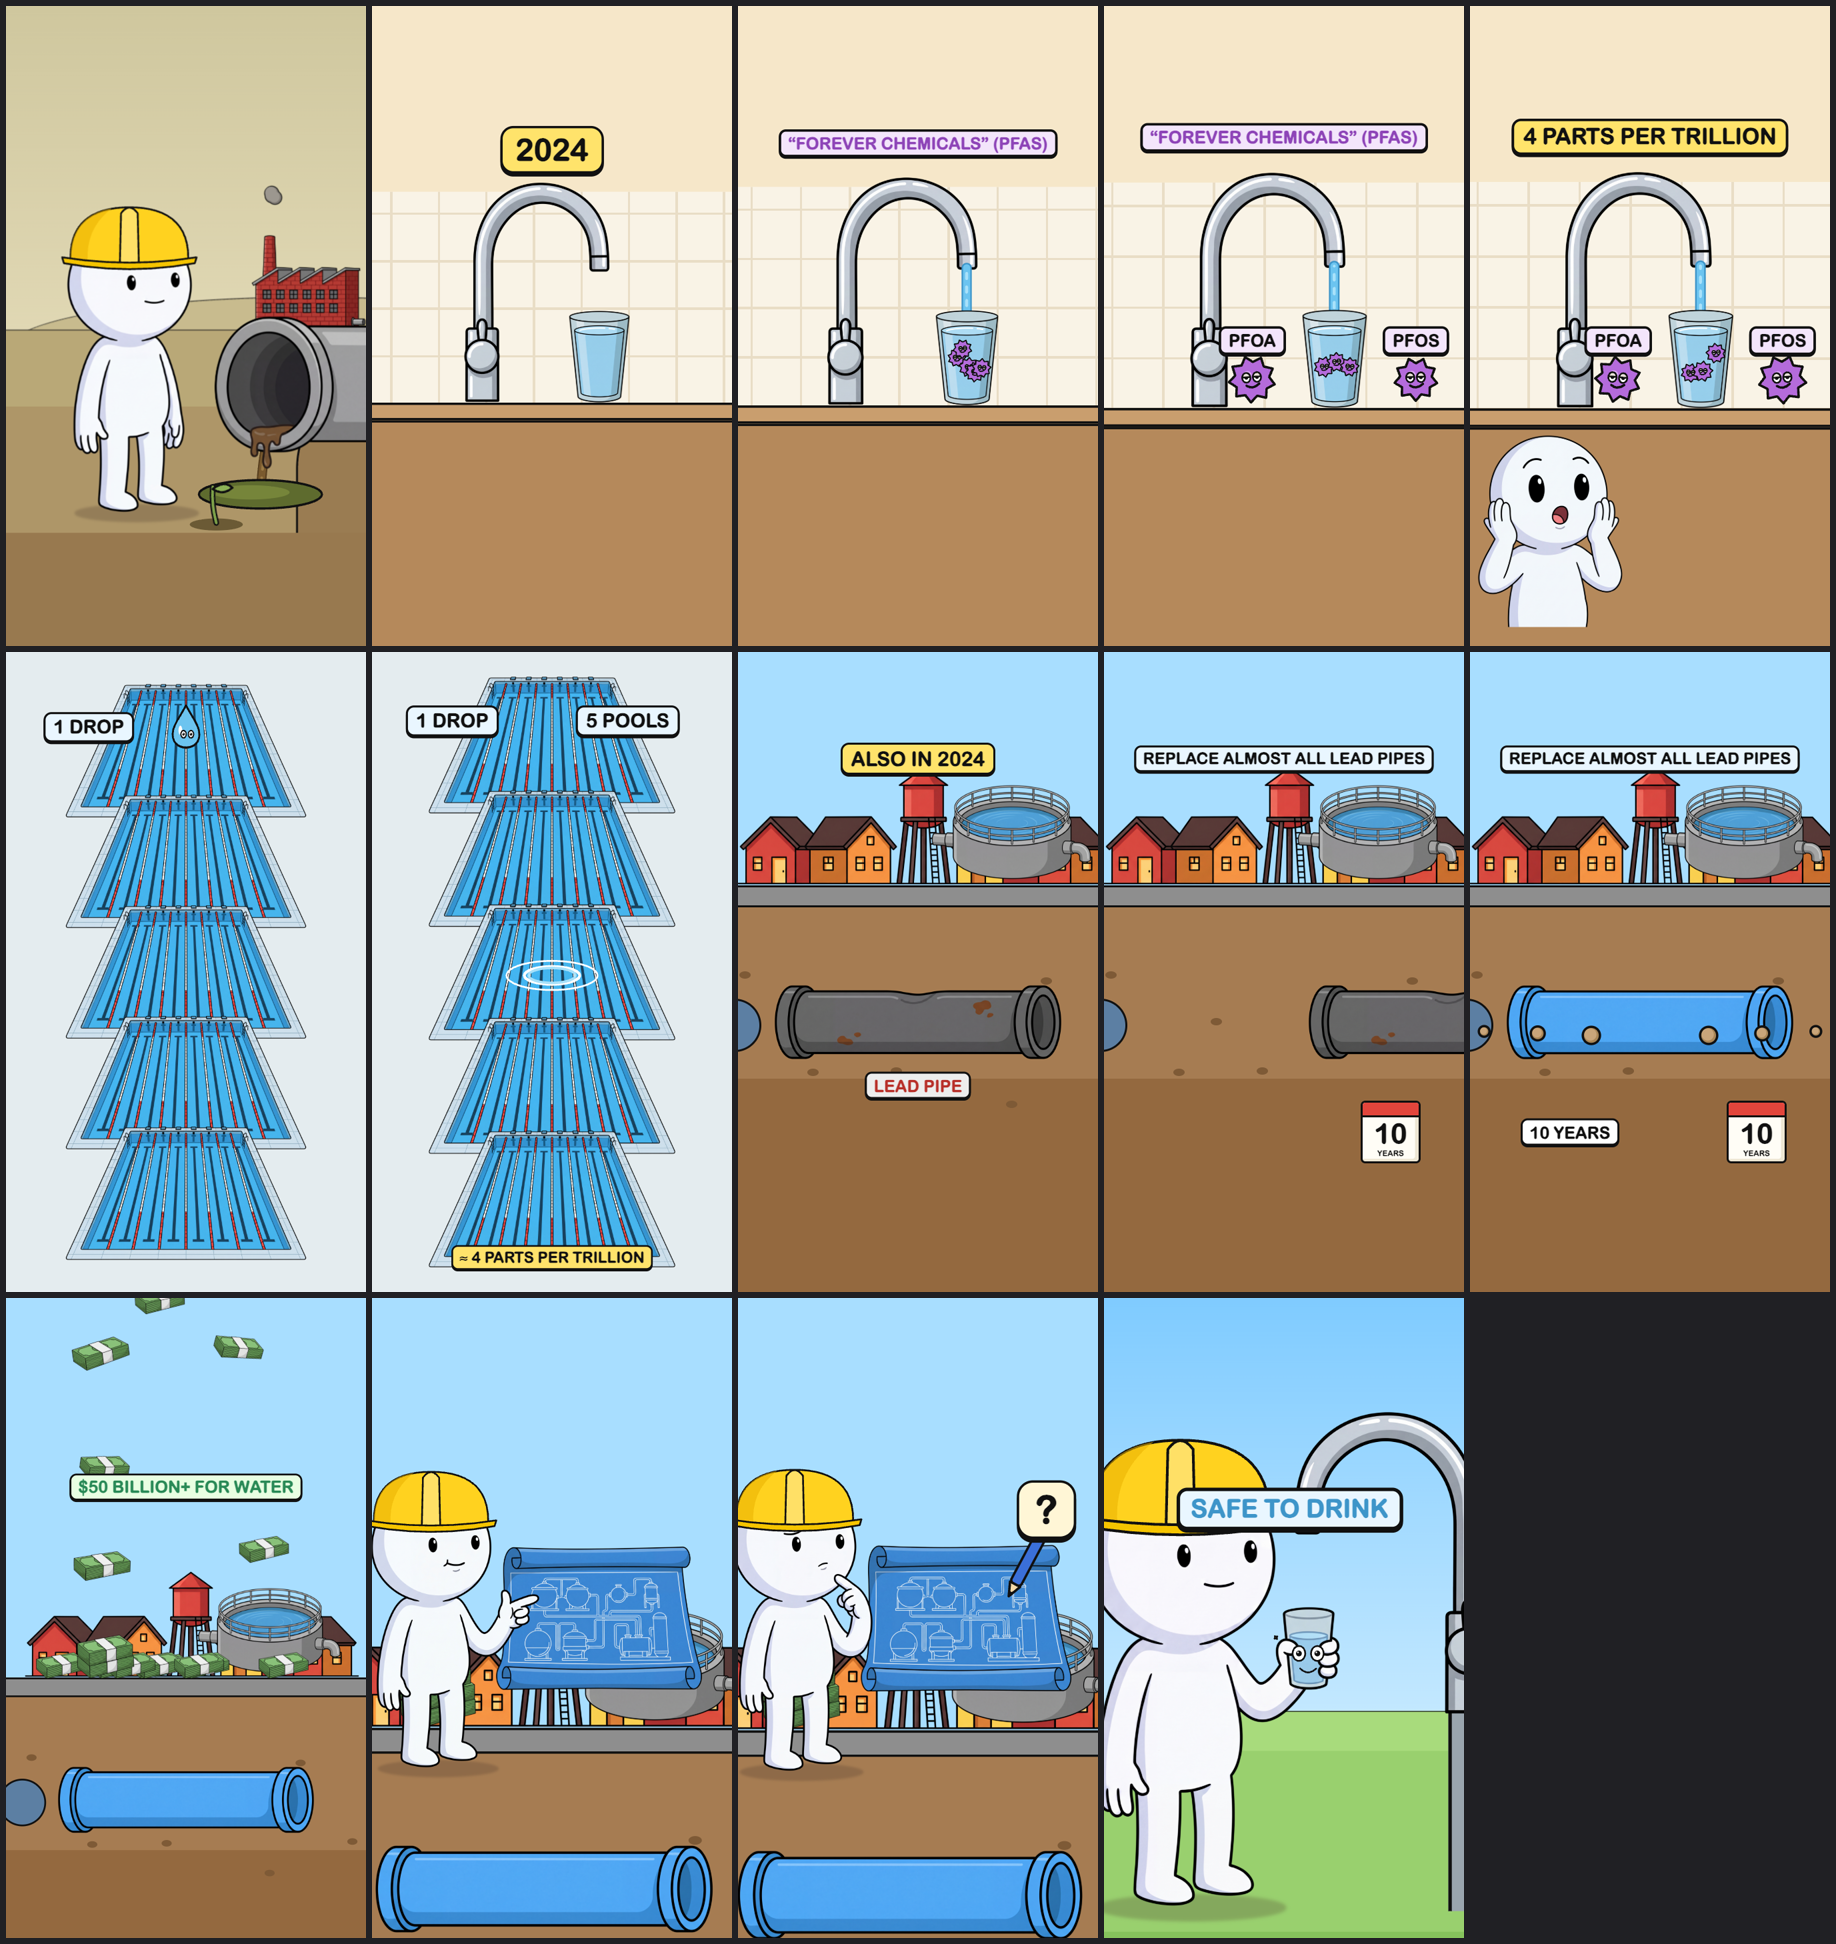 2024
“FOREVER CHEMICALS” (PFAS)
“FOREVER CHEMICALS” (PFAS)
PFOA
PFOS
4 PARTS PER TRILLION
PFOA
PFOS
1 DROP
1 DROP
5 POOLS
≈ 4 PARTS PER TRILLION
ALSO IN 2024
LEAD PIPE
REPLACE ALMOST ALL LEAD PIPES
10
YEARS
REPLACE ALMOST ALL LEAD PIPES
10 YEARS
10
YEARS
$50 BILLION+ FOR WATER
?
SAFE TO DRINK